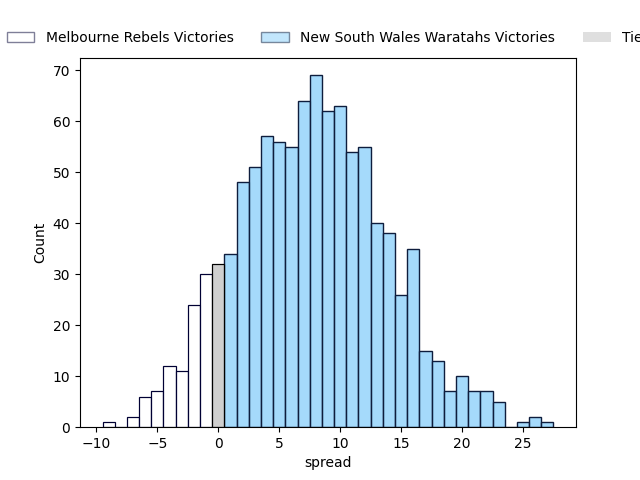 Melbourne Rebels Victories New South Wales Waratahs Victories Tie
70
60
50
40
30
20
10
0
Count
−10 −5 0 5 10 15 20 25
spread